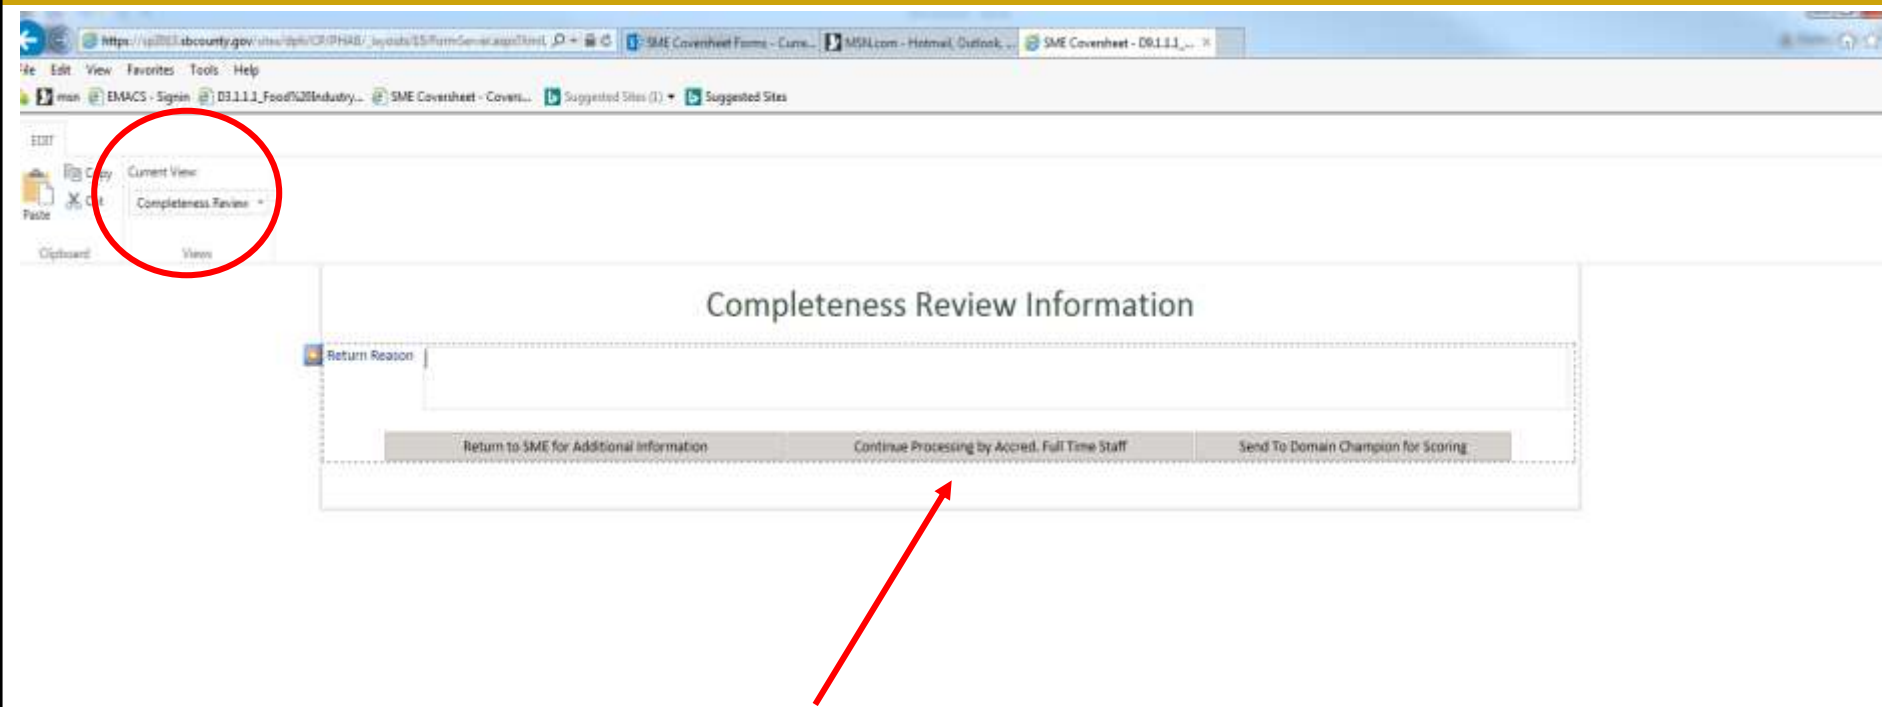 SME Coversheet Forms - Curre...
MSN.com - Hotmail, Outlook, ...
SME Coversheet - D9.1.1.1_...
File Edit View Favorites Tools Help
msn EMACS - Signin D3.1.1.1_Food%20Industry... SME Coversheet - Covers... Suggested Sites (1) Suggested Sites
EDIT
Copy
Cut
Paste
Clipboard
Current View:
Completeness Review
Views
Completeness Review Information
Return Reason
Return to SME for Additional Information
Continue Processing by Accred. Full Time Staff
Send To Domain Champion for Scoring